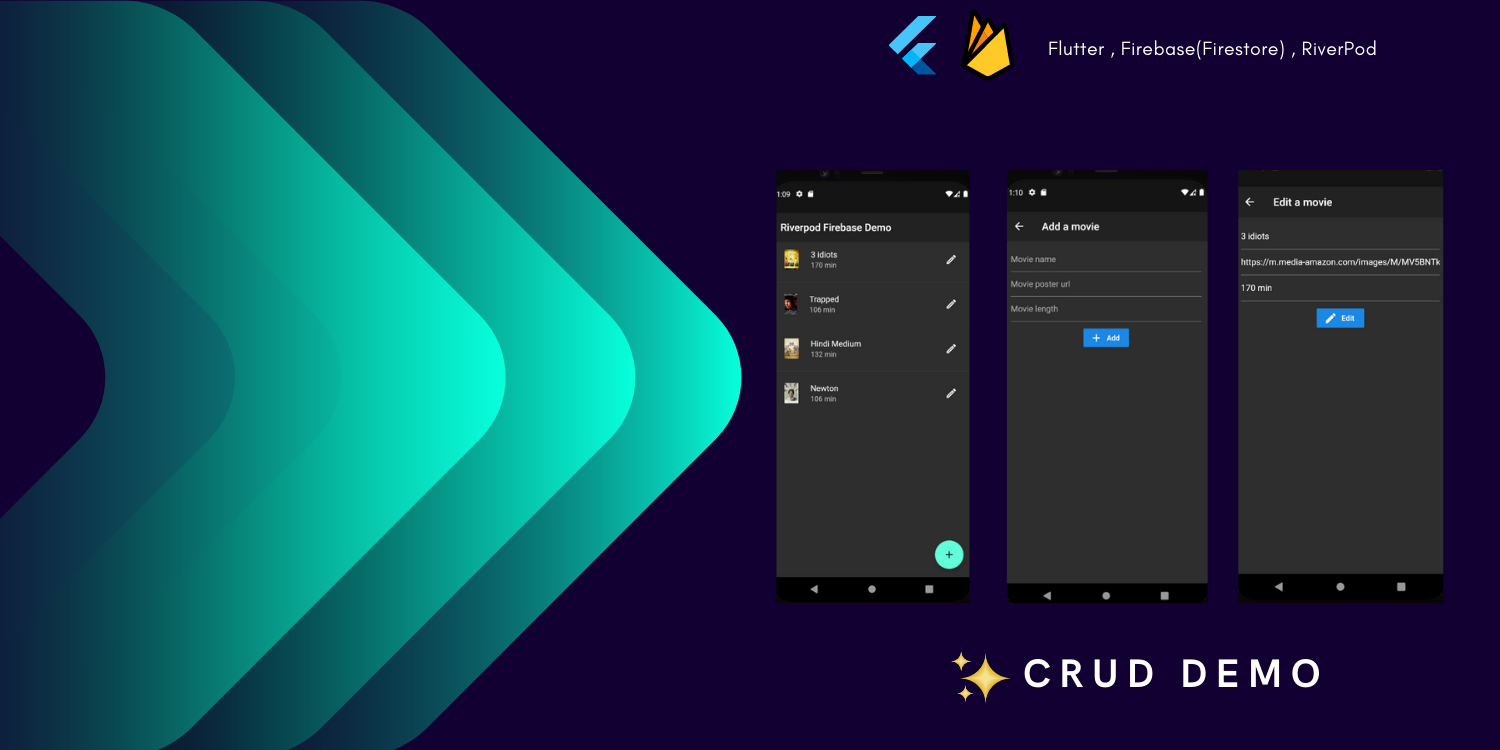 Flutter , Firebase(Firestore) , RiverPod
1:09
Riverpod Firebase Demo
3 idiots
170 min
Trapped
106 min
Hindi Medium
132 min
Newton
106 min
+
1:10
Add a movie
Movie name
Movie poster url
Movie length
+ Add
Edit a movie
3 idiots
https://m.media-amazon.com/images/M/MV5BNTk
170 min
Edit
CRUD DEMO